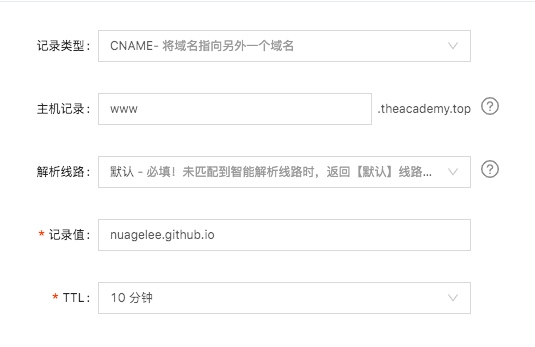 记录类型： CNAME- 将域名指向另外一个域名
主机记录： www .theacademy.top ?
解析线路： 默认 - 必填！未匹配到智能解析线路时，返回【默认】线路... ?
* 记录值： nuagelee.github.io
* TTL： 10 分钟